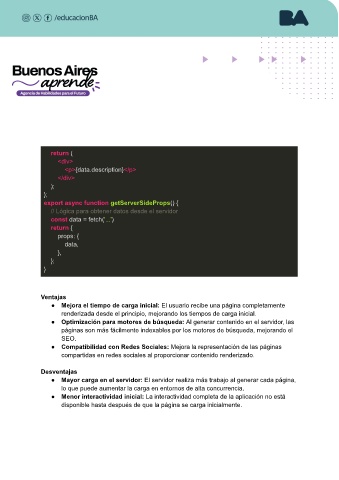 /educacionBA
BA
Buenos Aires
aprende
Agencia de Habilidades para el Futuro
return (
<div>
<p>{data.description}</p>
</div>
);
};
export async function getServerSideProps() {
// Lógica para obtener datos desde el servidor
const data = fetch('...')
return {
props: {
data,
},
};
}
Ventajas
● Mejora el tiempo de carga inicial: El usuario recibe una página completamente
renderizada desde el principio, mejorando los tiempos de carga inicial.
● Optimización para motores de búsqueda: Al generar contenido en el servidor, las
páginas son más fácilmente indexables por los motores de búsqueda, mejorando el
SEO.
● Compatibilidad con Redes Sociales: Mejora la representación de las páginas
compartidas en redes sociales al proporcionar contenido renderizado.
Desventajas
● Mayor carga en el servidor: El servidor realiza más trabajo al generar cada página,
lo que puede aumentar la carga en entornos de alta concurrencia.
● Menor interactividad inicial: La interactividad completa de la aplicación no está
disponible hasta después de que la página se carga inicialmente.